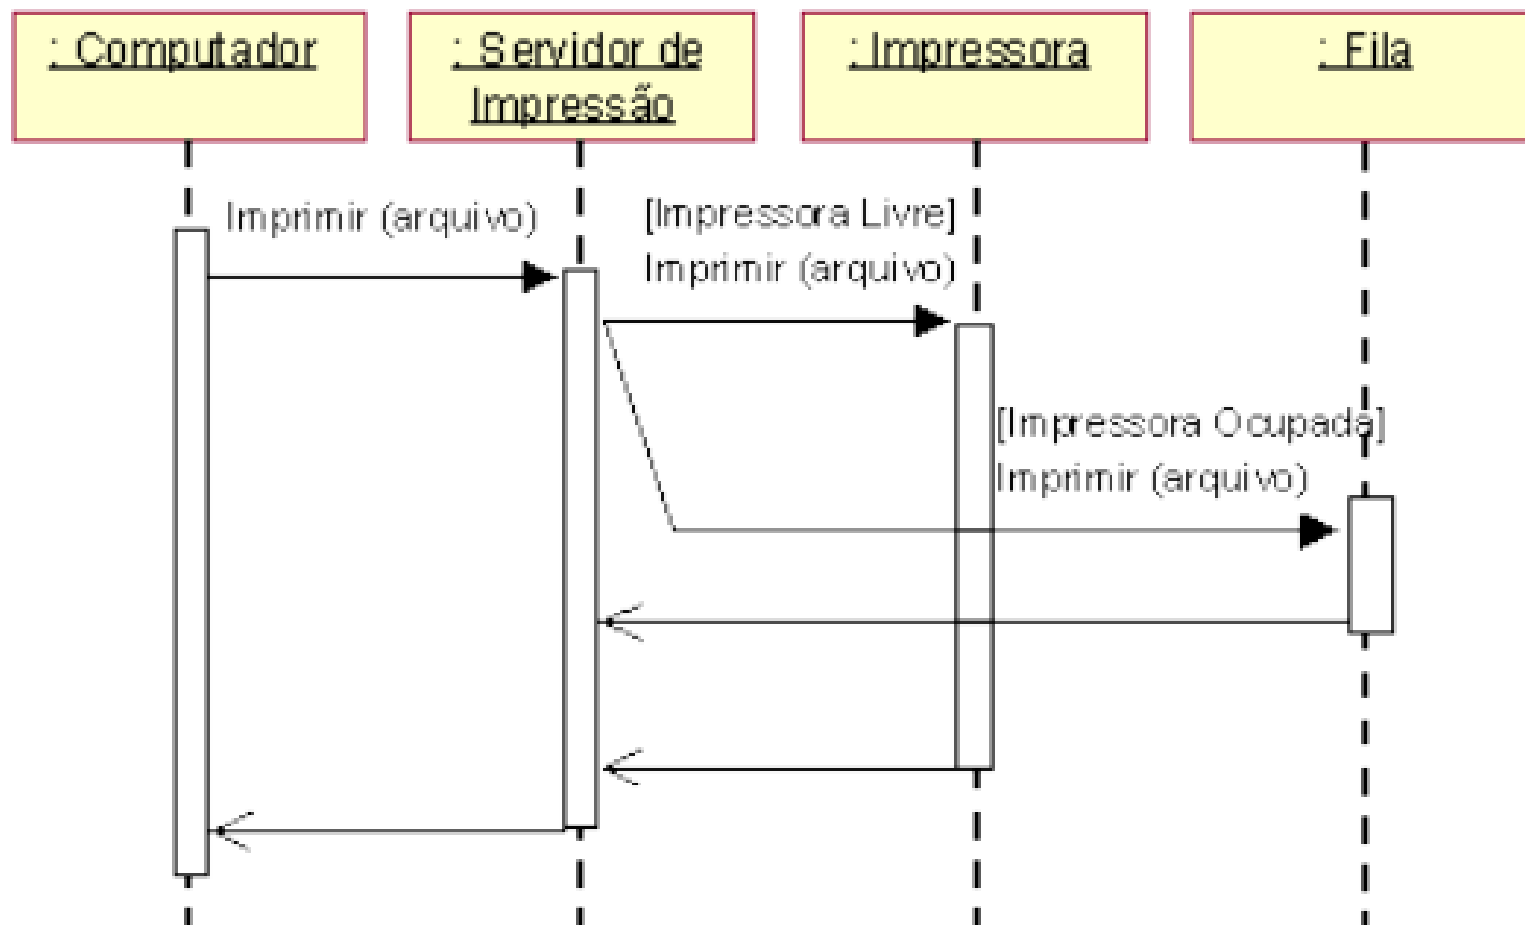 : Computador
: Servidor de
Impressão
: Impressora
: Fila
Imprimir (arquivo)
[Impressora Livre]
Imprimir (arquivo)
[Impressora Ocupada]
Imprimir (arquivo)